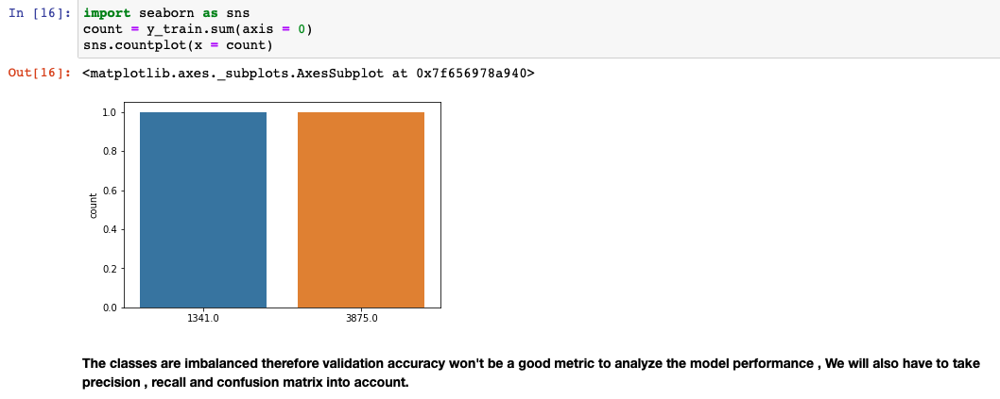 In [16]: import seaborn as sns
count = y_train.sum(axis = 0)
sns.countplot(x = count)
Out[16]: <matplotlib.axes._subplots.AxesSubplot at 0x7f656978a940>
1.0
0.8
0.6
0.4
0.2
0.0
count
1341.0 3875.0
The classes are imbalanced therefore validation accuracy won't be a good metric to analyze the model performance , We will also have to take
precision , recall and confusion matrix into account.